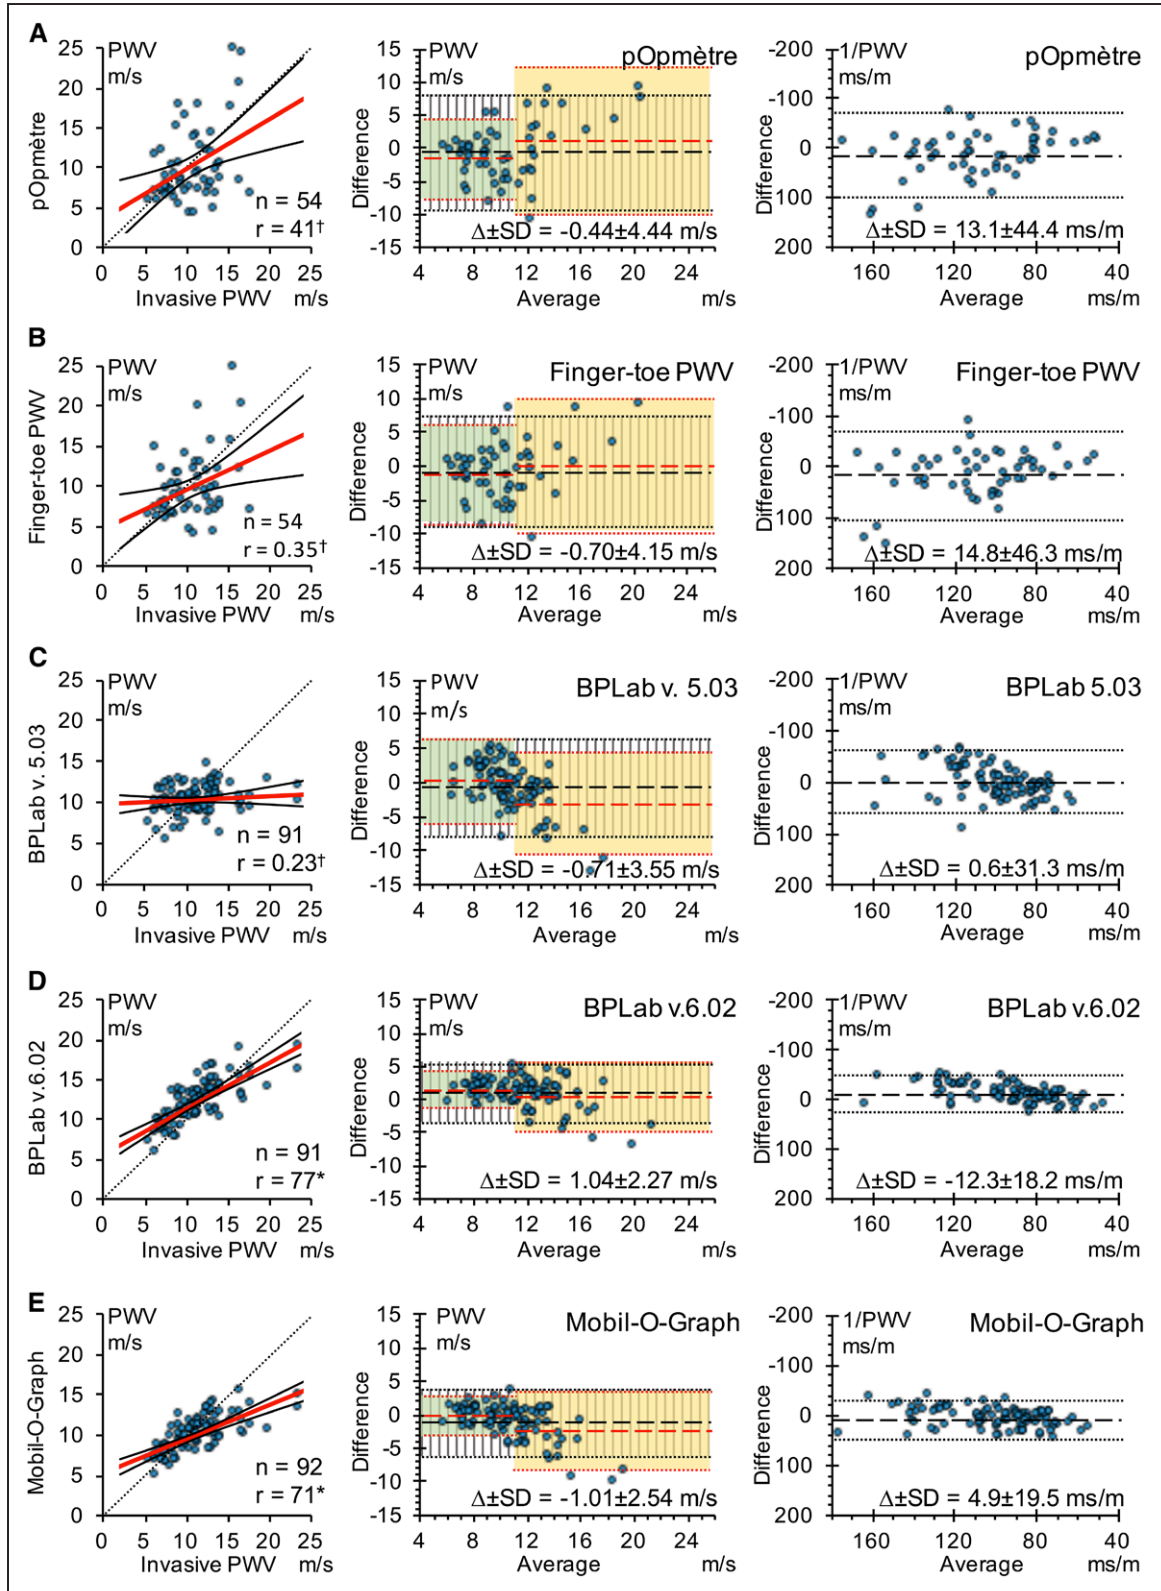 A
PWV
m/s
25
20
15
10
5
0
pOpmètre
n = 54
r = 41†
0 5 10 15 20 25
Invasive PWV m/s
15
10
5
0
-5
-10
-15
PWV
m/s
pOpmètre
Difference
Δ±SD = -0.44±4.44 m/s
4 8 12 16 20 24
Average m/s
-200
-100
0
100
200
1/PWV
ms/m
pOpmètre
Difference
Δ±SD = 13.1±44.4 ms/m
160 120 80 40
Average ms/m
B
PWV
m/s
25
20
15
10
5
0
Finger-toe PWV
n = 54
r = 0.35†
0 5 10 15 20 25
Invasive PWV m/s
15
10
5
0
-5
-10
-15
PWV
m/s
Finger-toe PWV
Difference
Δ±SD = -0.70±4.15 m/s
4 8 12 16 20 24
Average m/s
-200
-100
0
100
200
1/PWV
ms/m
Finger-toe PWV
Difference
Δ±SD = 14.8±46.3 ms/m
160 120 80 40
Average ms/m
C
PWV
m/s
25
20
15
10
5
0
BPLab v. 5.03
n = 91
r = 0.23†
0 5 10 15 20 25
Invasive PWV m/s
15
10
5
0
-5
-10
-15
PWV
m/s
BPLab v. 5.03
Difference
Δ±SD = -0.71±3.55 m/s
4 8 12 16 20 24
Average m/s
-200
-100
0
100
200
1/PWV
ms/m
BPLab 5.03
Difference
Δ±SD = 0.6±31.3 ms/m
160 120 80 40
Average ms/m
D
PWV
m/s
25
20
15
10
5
0
BPLab v.6.02
n = 91
r = 77*
0 5 10 15 20 25
Invasive PWV m/s
15
10
5
0
-5
-10
-15
PWV
m/s
BPLab v.6.02
Difference
Δ±SD = 1.04±2.27 m/s
4 8 12 16 20 24
Average m/s
-200
-100
0
100
200
1/PWV
ms/m
BPLab v.6.02
Difference
Δ±SD = -12.3±18.2 ms/m
160 120 80 40
Average ms/m
E
PWV
m/s
25
20
15
10
5
0
Mobil-O-Graph
n = 92
r = 71*
0 5 10 15 20 25
Invasive PWV m/s
15
10
5
0
-5
-10
-15
PWV
m/s
Mobil-O-Graph
Difference
Δ±SD = -1.01±2.54 m/s
4 8 12 16 20 24
Average m/s
-200
-100
0
100
200
1/PWV
ms/m
Mobil-O-Graph
Difference
Δ±SD = 4.9±19.5 ms/m
160 120 80 40
Average ms/m